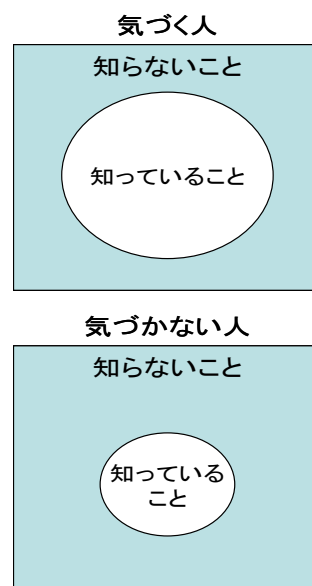 気づく人
知らないこと
知っていること
気づかない人
知らないこと
知っている
こと